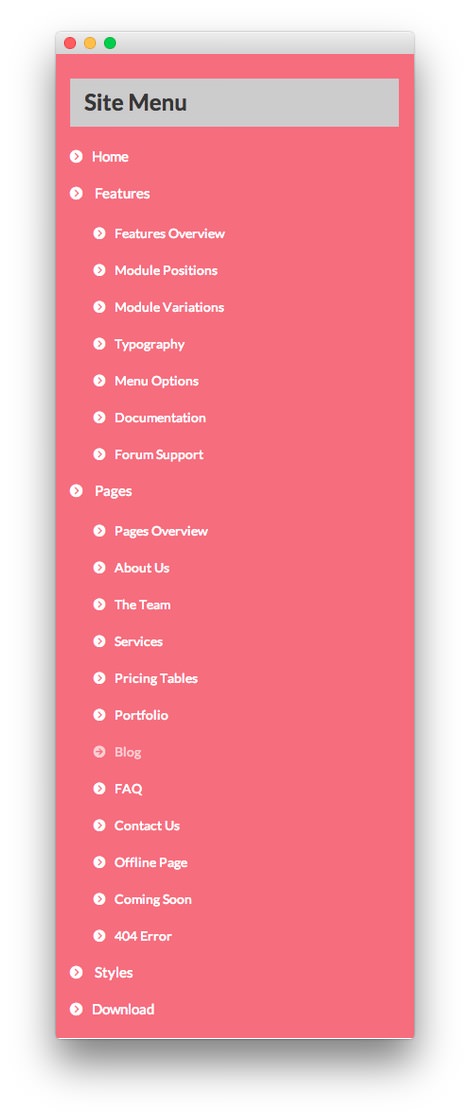 Site Menu
Home
Features
Features Overview
Module Positions
Module Variations
Typography
Menu Options
Documentation
Forum Support
Pages
Pages Overview
About Us
The Team
Services
Pricing Tables
Portfolio
Blog
FAQ
Contact Us
Offline Page
Coming Soon
404 Error
Styles
Download